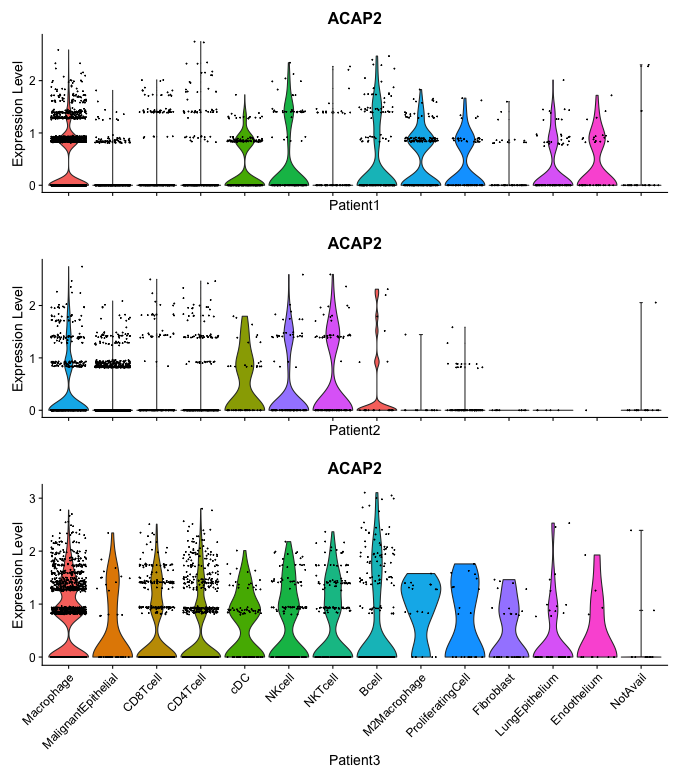 ACAP2
Expression Level
2
1
0
Patient1
ACAP2
Expression Level
2
1
0
Patient2
ACAP2
Expression Level
3
2
1
0
Macrophage
MalignantEpithelial
CD8Tcell
CD4Tcell
cDC
NKcell
NKTcell
Bcell
M2Macrophage
ProliferatingCell
Fibroblast
LungEpithelium
Endothelium
NotAvail
Patient3